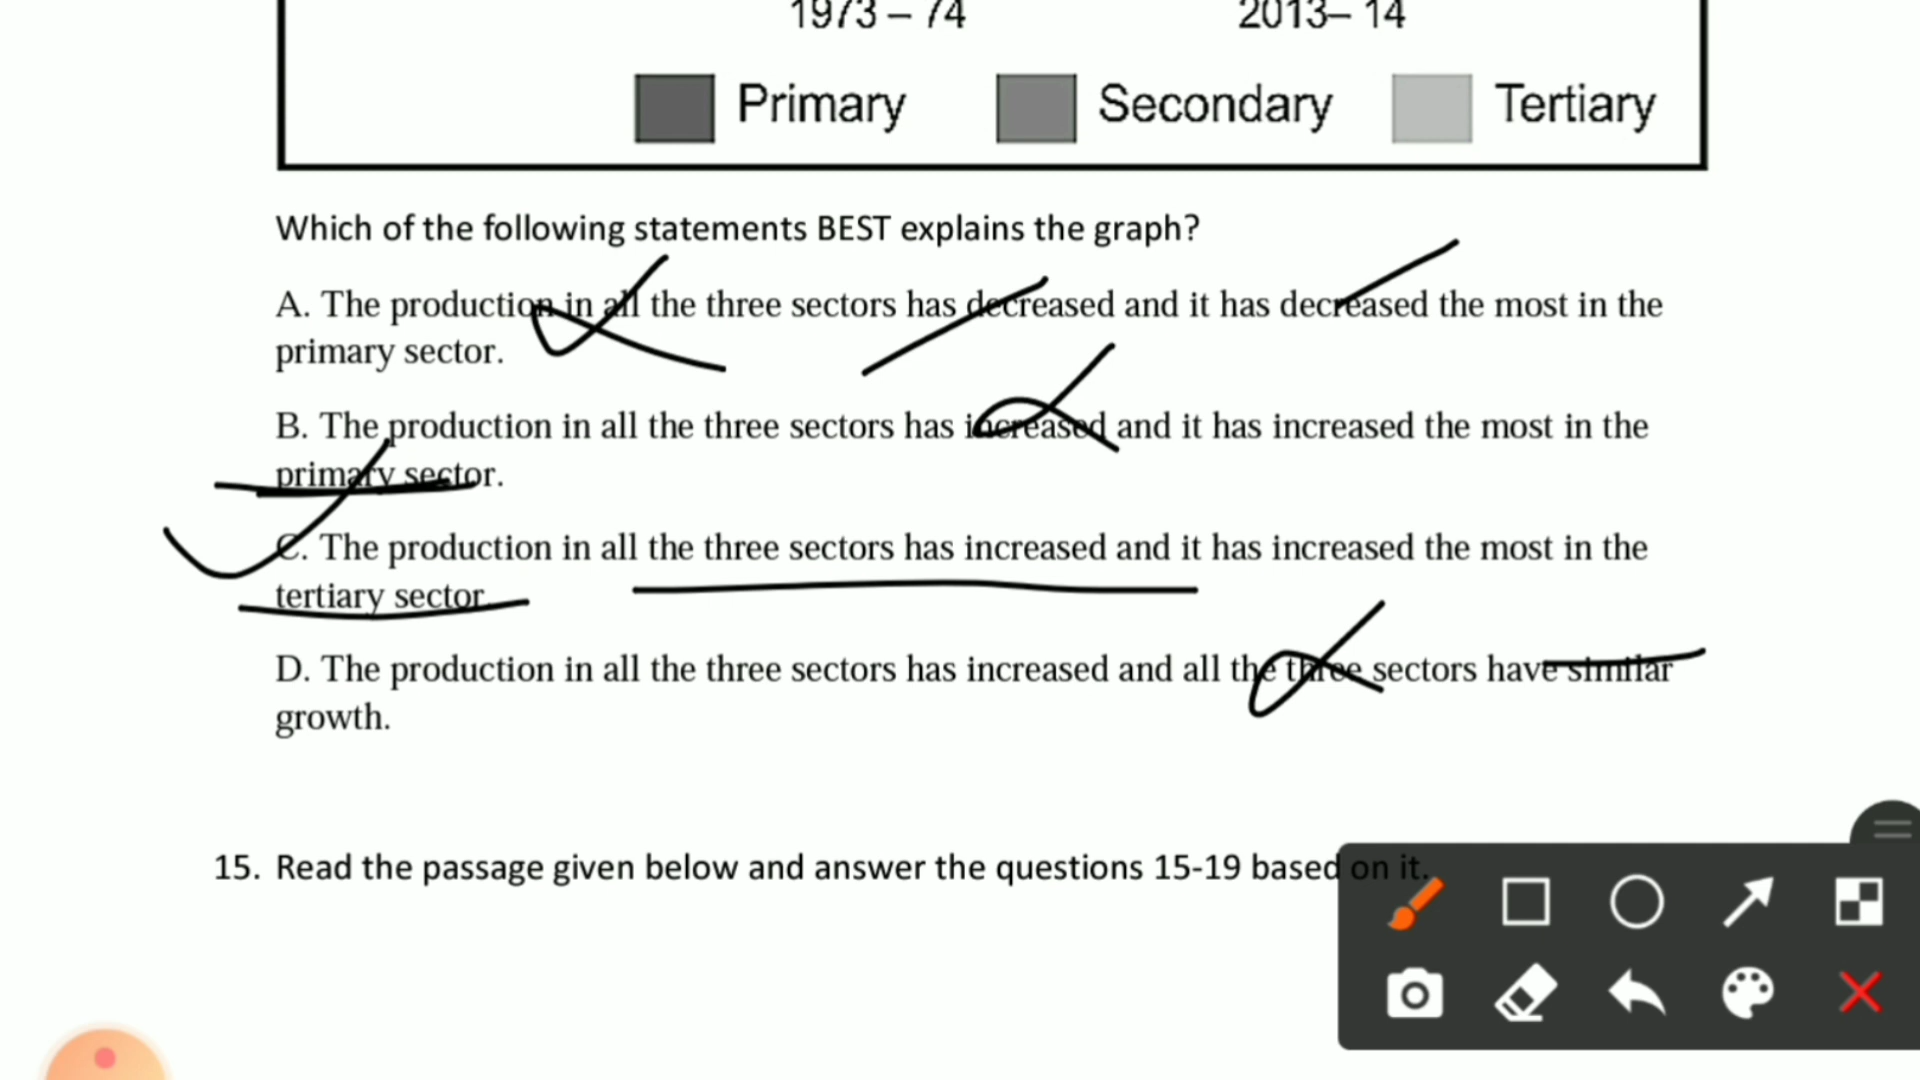 1973 – 74 2013– 14
Primary Secondary Tertiary
Which of the following statements BEST explains the graph?
A. The production in all the three sectors has decreased and it has decreased the most in the
primary sector.
B. The production in all the three sectors has increased and it has increased the most in the
primary sector.
C. The production in all the three sectors has increased and it has increased the most in the
tertiary sector
D. The production in all the three sectors has increased and all the three sectors have similar
growth.
15. Read the passage given below and answer the questions 15-19 based on it.